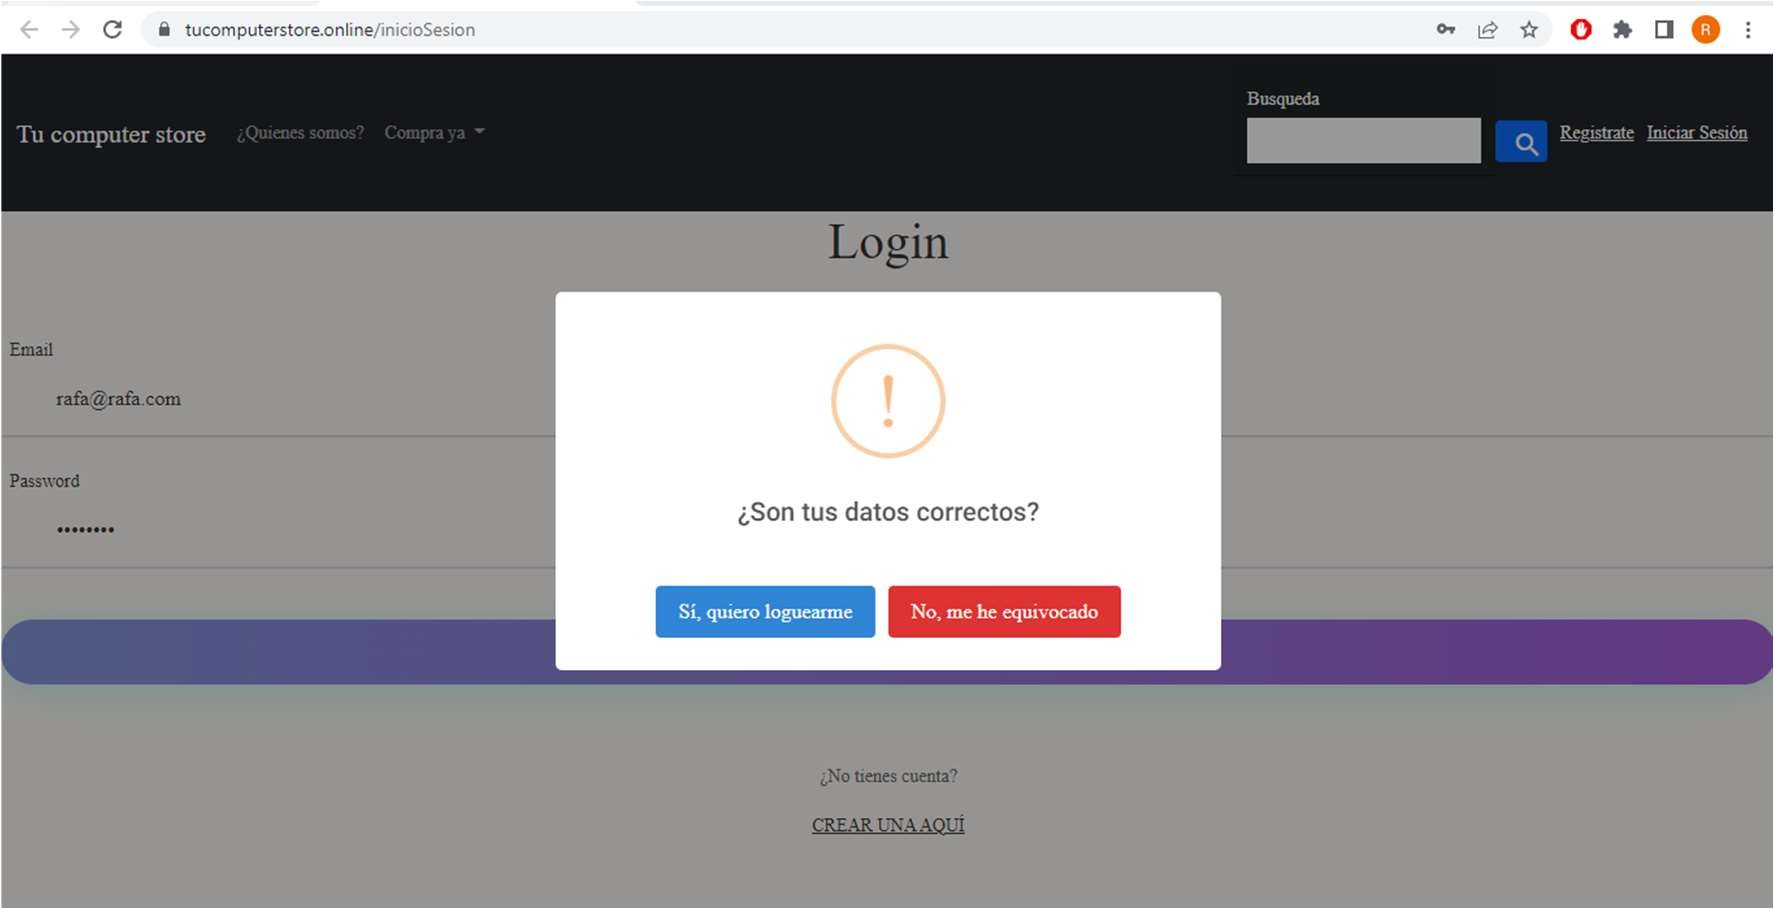 tucomputerstore.online/inicioSesion
R
Tu computer store
¿Quienes somos?
Compra ya
Busqueda
Registrate
Iniciar Sesión
Login
Email
rafa@rafa.com
Password
••••••••
!
¿Son tus datos correctos?
Sí, quiero loguearme
No, me he equivocado
¿No tienes cuenta?
CREAR UNA AQUÍ